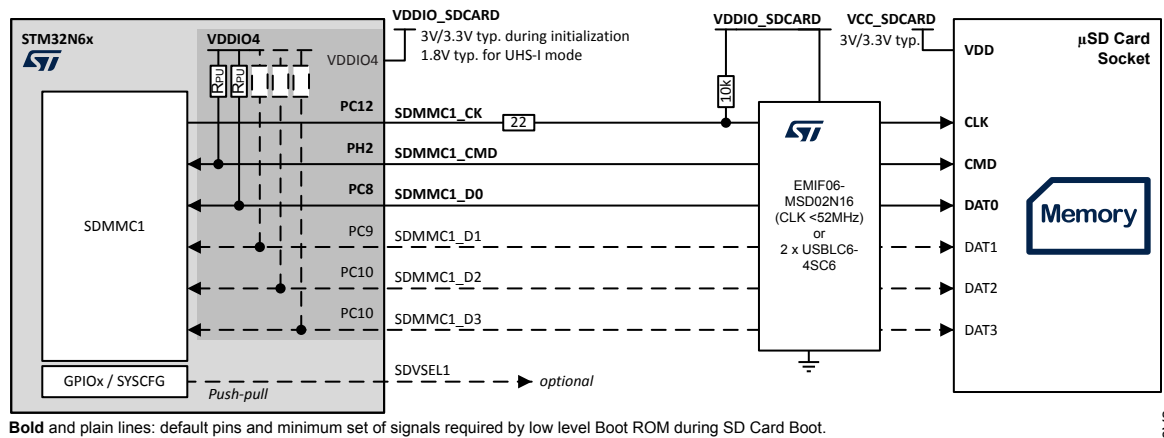 VDDIO_SDCARD
3V/3.3V typ. during initialization
1.8V typ. for UHS-I mode
VDDIO_SDCARD
VCC_SDCARD
3V/3.3V typ.
STM32N6x
ST
VDDIO4
VDDIO4
RPU
RPU
VDD
µSD Card
Socket
10k
PC12
SDMMC1_CK
22
CLK
PH2
SDMMC1_CMD
CMD
PC8
SDMMC1_D0
DAT0
SDMMC1
ST
EMIF06-
MSD02N16
(CLK <52MHz)
or
2 x USBLC6-
4SC6
Memory
PC9
SDMMC1_D1
DAT1
PC10
SDMMC1_D2
DAT2
PC10
SDMMC1_D3
DAT3
GPIOx / SYSCFG
Push-pull
SDVSEL1
optional
Bold and plain lines: default pins and minimum set of signals required by low level Boot ROM during SD Card Boot.